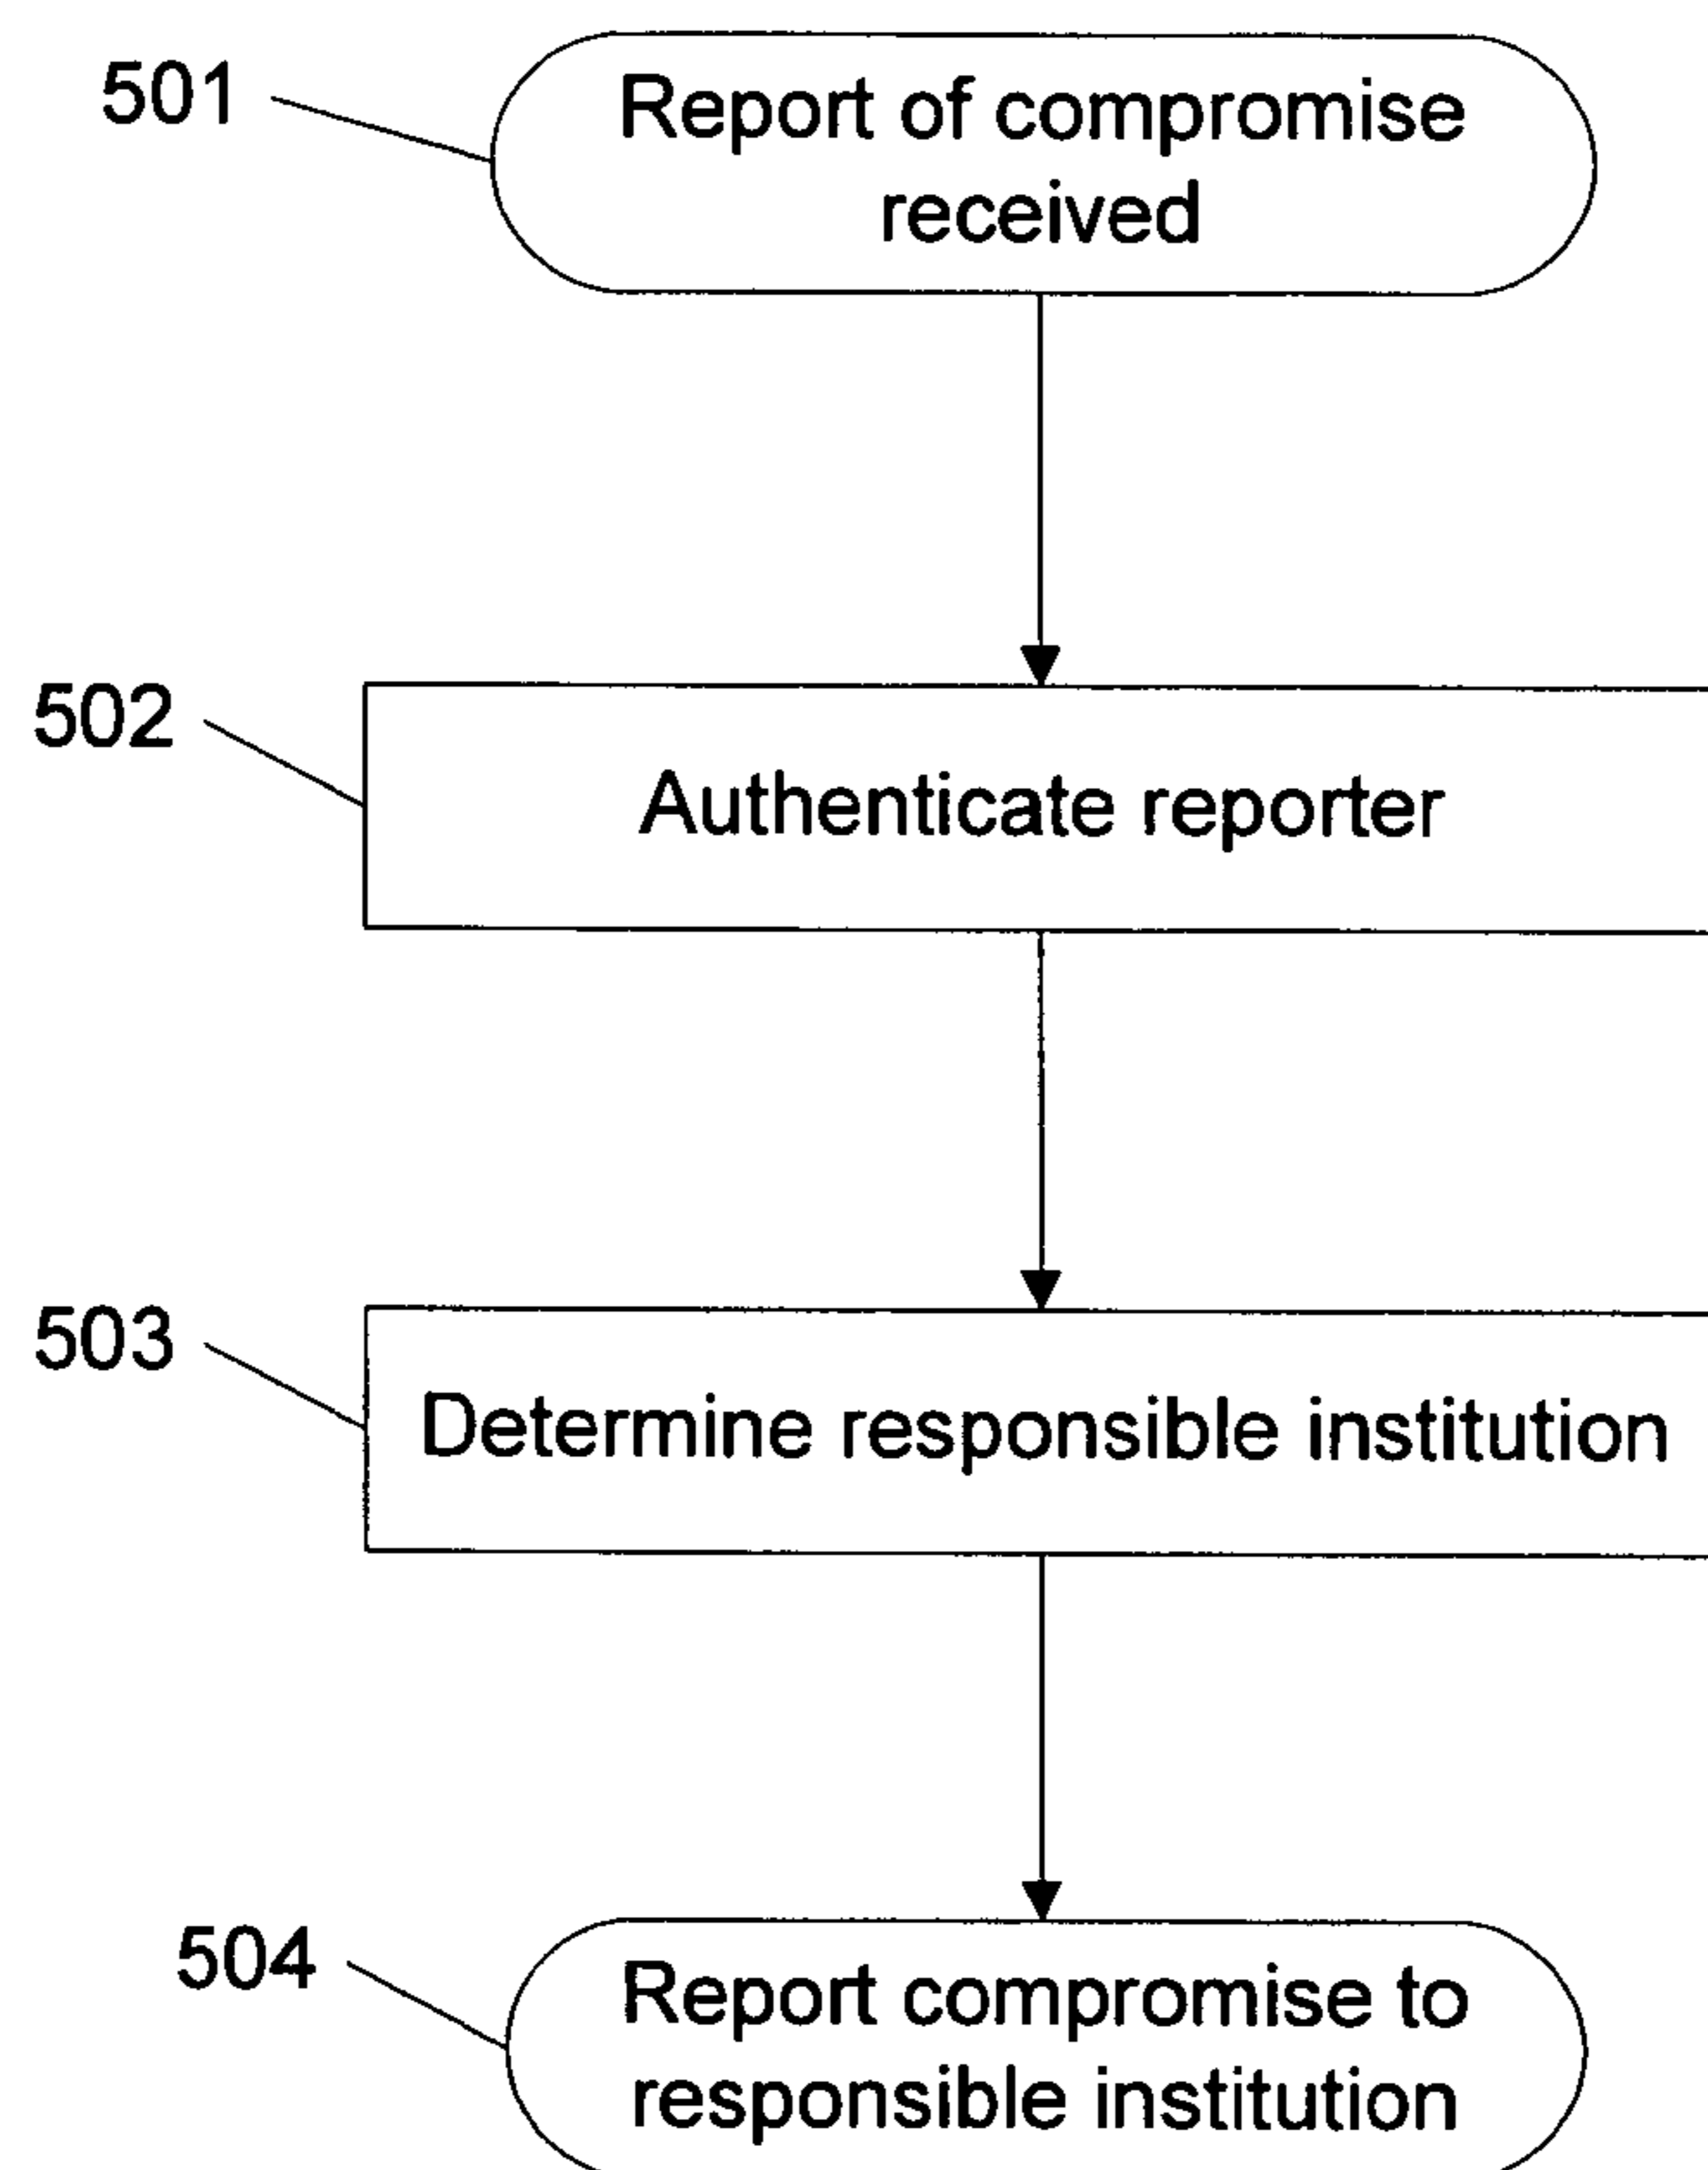 501
Report of compromise
received
502
Authenticate reporter
503
Determine responsible institution
504
Report compromise to
responsible institution